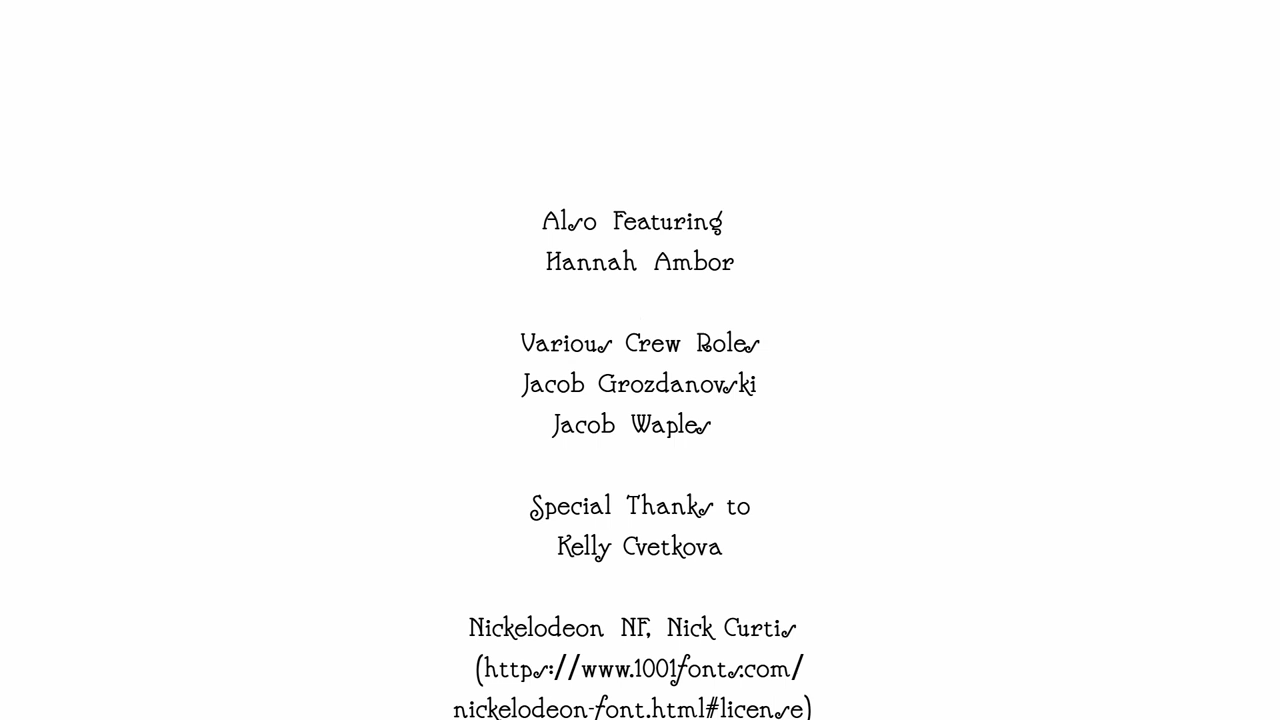 Also Featuring
Hannah Ambor
Various Crew Roles
Jacob Grozdanovski
Jacob Waples
Special Thanks to
Kelly Cvetkova
Nickelodeon NF, Nick Curtis
(https://www.1001fonts.com/
nickelodeon-font.html#license)